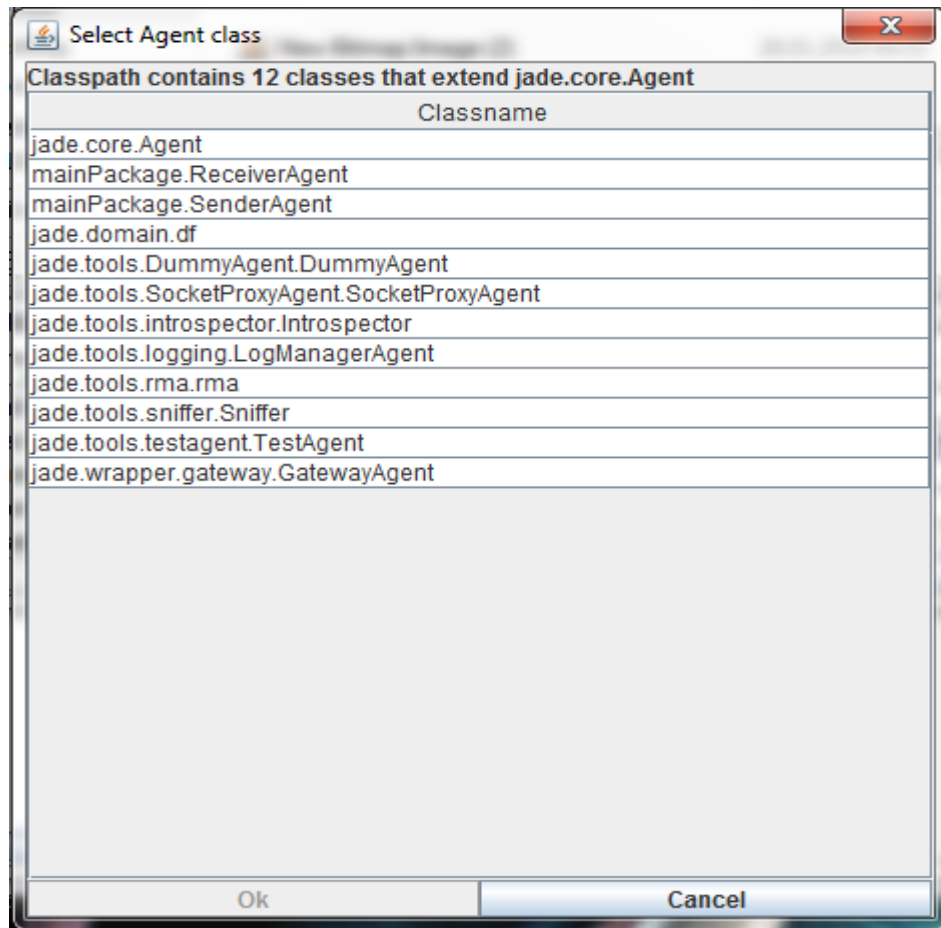 Select Agent class
Classpath contains 12 classes that extend jade.core.Agent
Classname
jade.core.Agent
mainPackage.ReceiverAgent
mainPackage.SenderAgent
jade.domain.df
jade.tools.DummyAgent.DummyAgent
jade.tools.SocketProxyAgent.SocketProxyAgent
jade.tools.introspector.Introspector
jade.tools.logging.LogManagerAgent
jade.tools.rma.rma
jade.tools.sniffer.Sniffer
jade.tools.testagent.TestAgent
jade.wrapper.gateway.GatewayAgent
Ok Cancel